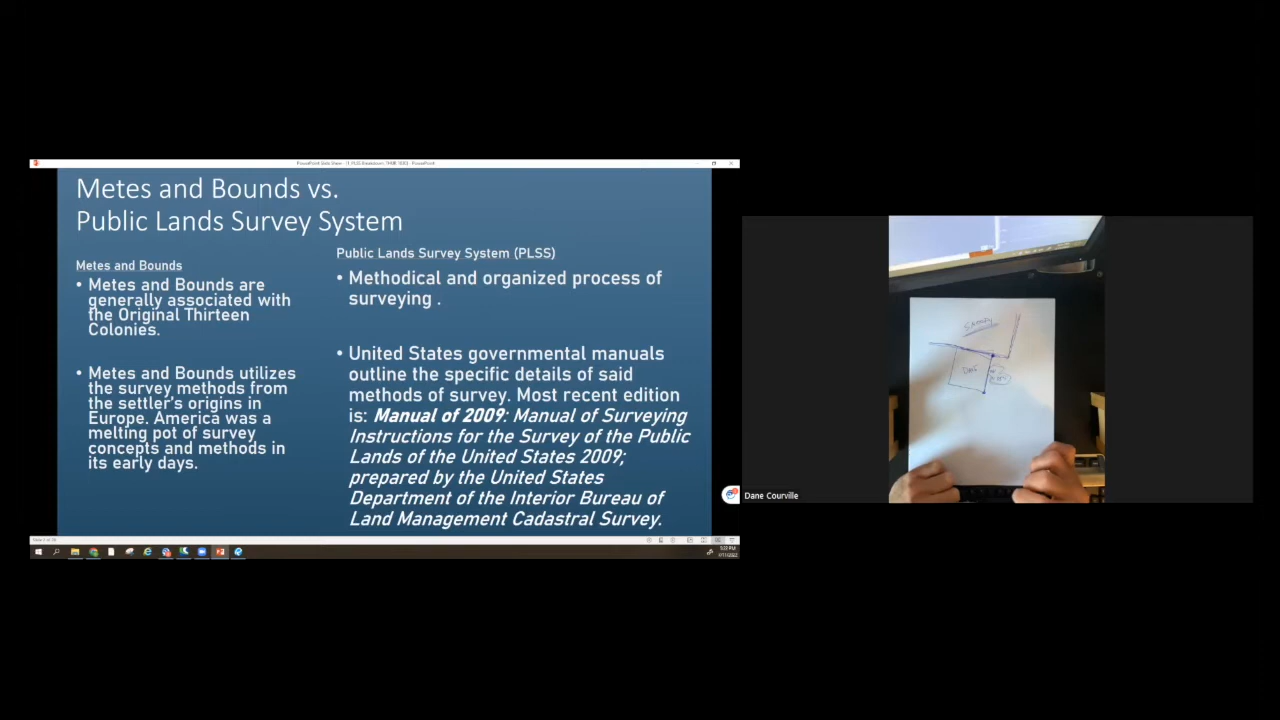 Metes and Bounds vs.
Public Lands Survey System
Metes and Bounds
• Metes and Bounds are
generally associated with
the Original Thirteen
Colonies.
• Metes and Bounds utilizes
the survey methods from
the settler's origins in
Europe. America was a
melting pot of survey
concepts and methods in
its early days.
Public Lands Survey System (PLSS)
• Methodical and organized process of
surveying .
• United States governmental manuals
outline the specific details of said
methods of survey. Most recent edition
is: Manual of 2009: Manual of Surveying
Instructions for the Survey of the Public
Lands of the United States 2009;
prepared by the United States
Department of the Interior Bureau of
Land Management Cadastral Survey.
Dane Courville